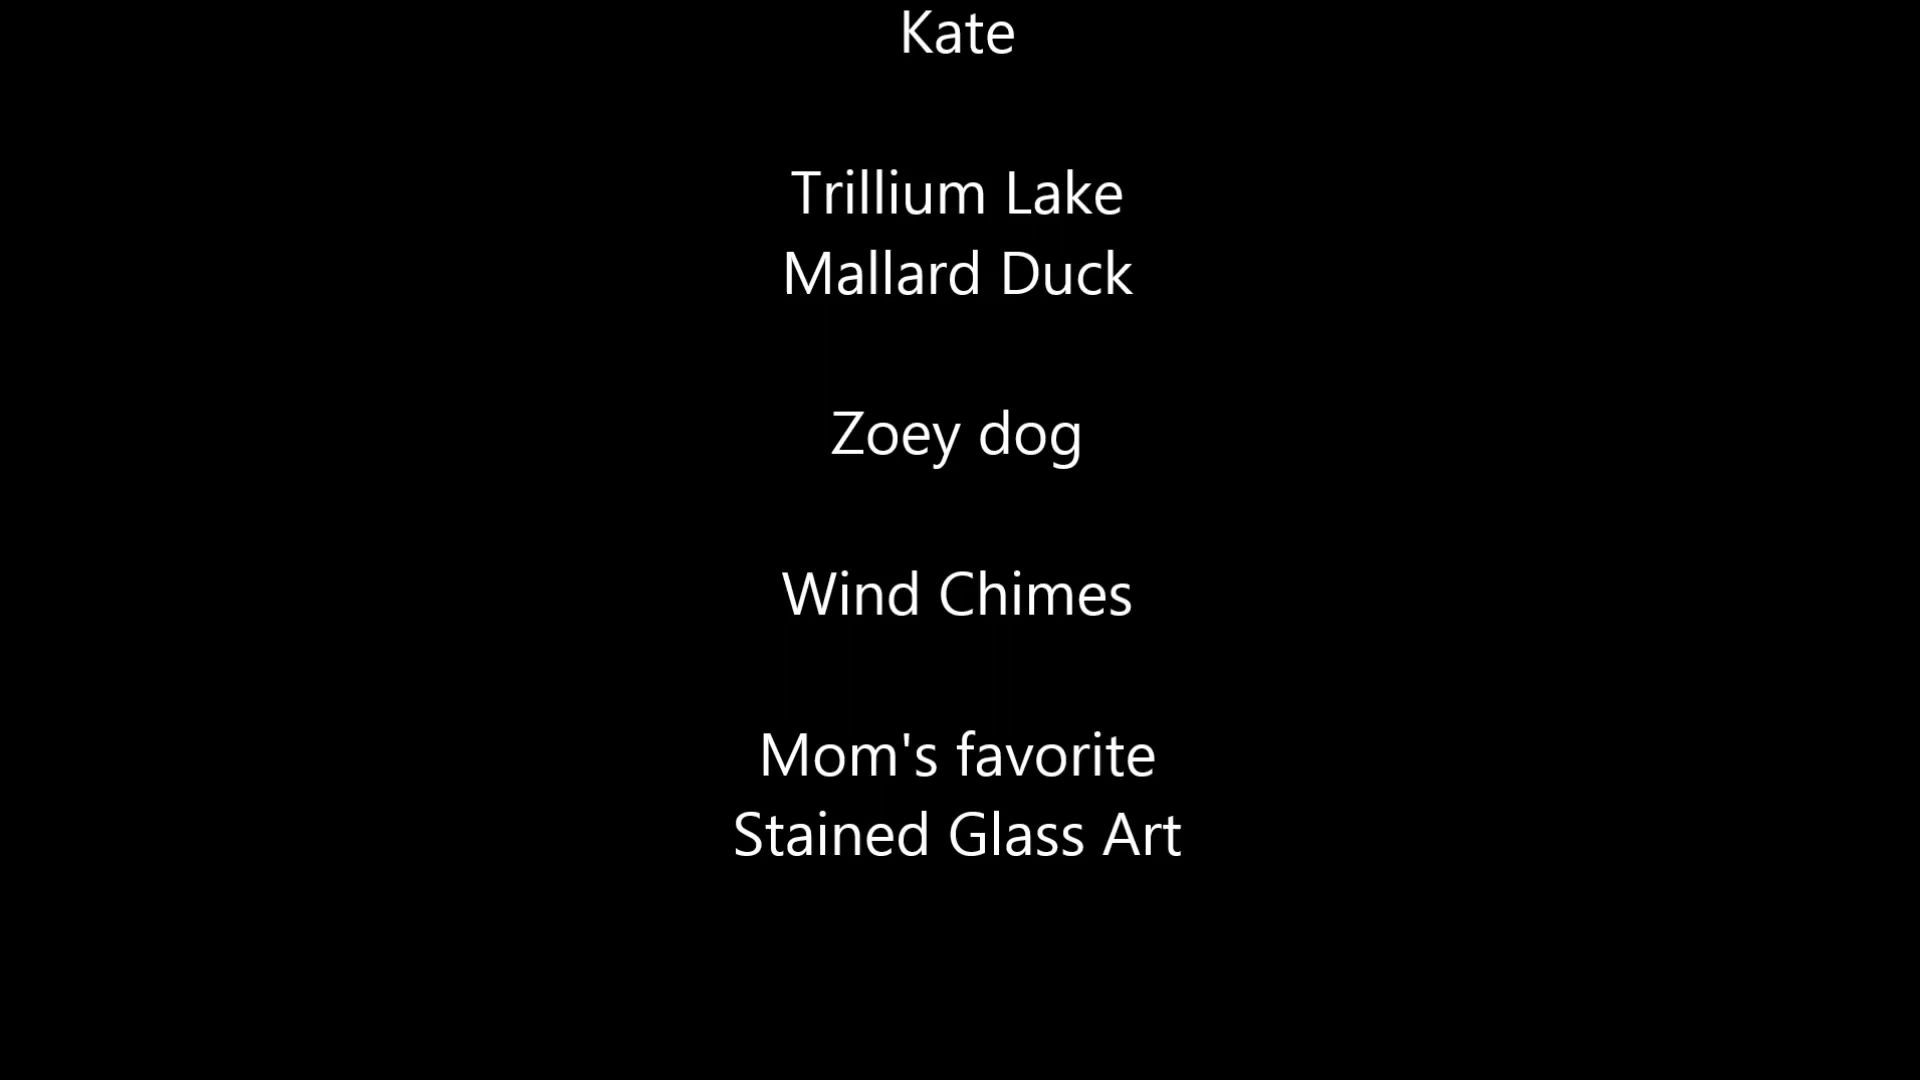 Kate
Trillium Lake
Mallard Duck
Zoey dog
Wind Chimes
Mom's favorite
Stained Glass Art